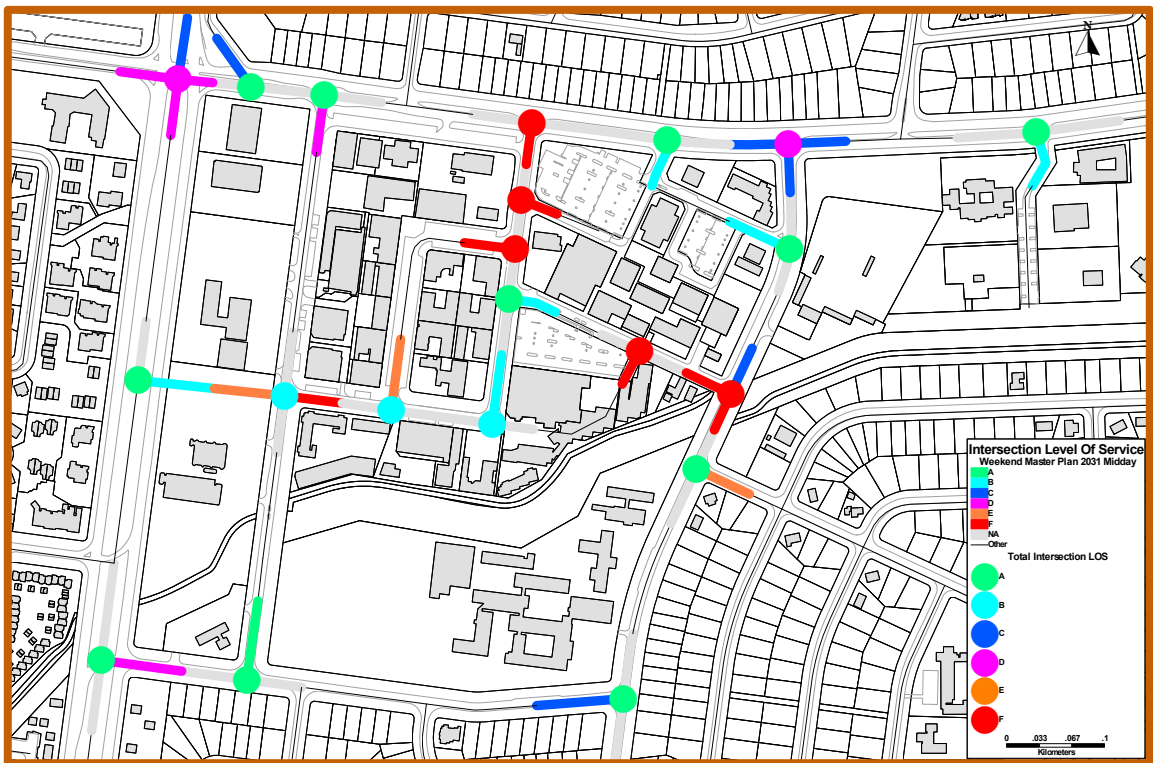 N
Intersection Level Of Service
Weekend Master Plan 2031 Midday
A
B
C
D
E
F
NA
Other
Total Intersection LOS
A
B
C
D
E
F
0 .033 .067 .1
Kilometers